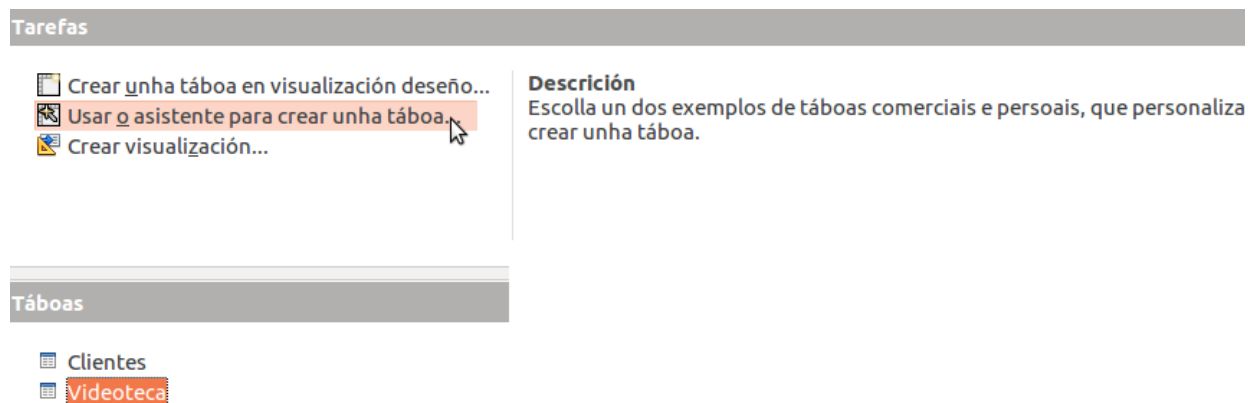 Tarefas
Crear unha táboa en visualización deseño...
Usar o asistente para crear unha táboa...
Crear visualización...
Descrición
Escolla un dos exemplos de táboas comerciais e persoais, que personaliza
crear unha táboa.
Táboas
Clientes
Videoteca